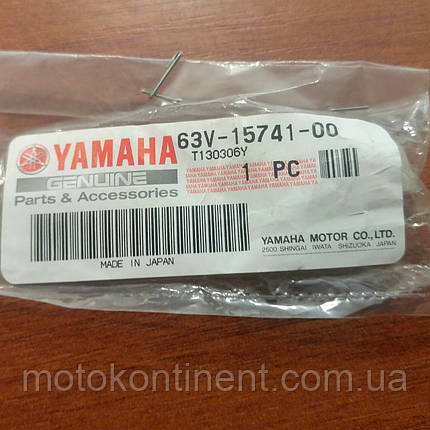 YAMAHA 63V-15741-00
T130306Y
GENUINE
Parts & Accessories
1 PC
YAMAHA MOTOR CO., LTD.
2500 SHINGAI IWATA SHIZUOKA JAPAN
MADE IN JAPAN
motokontinent.com.ua